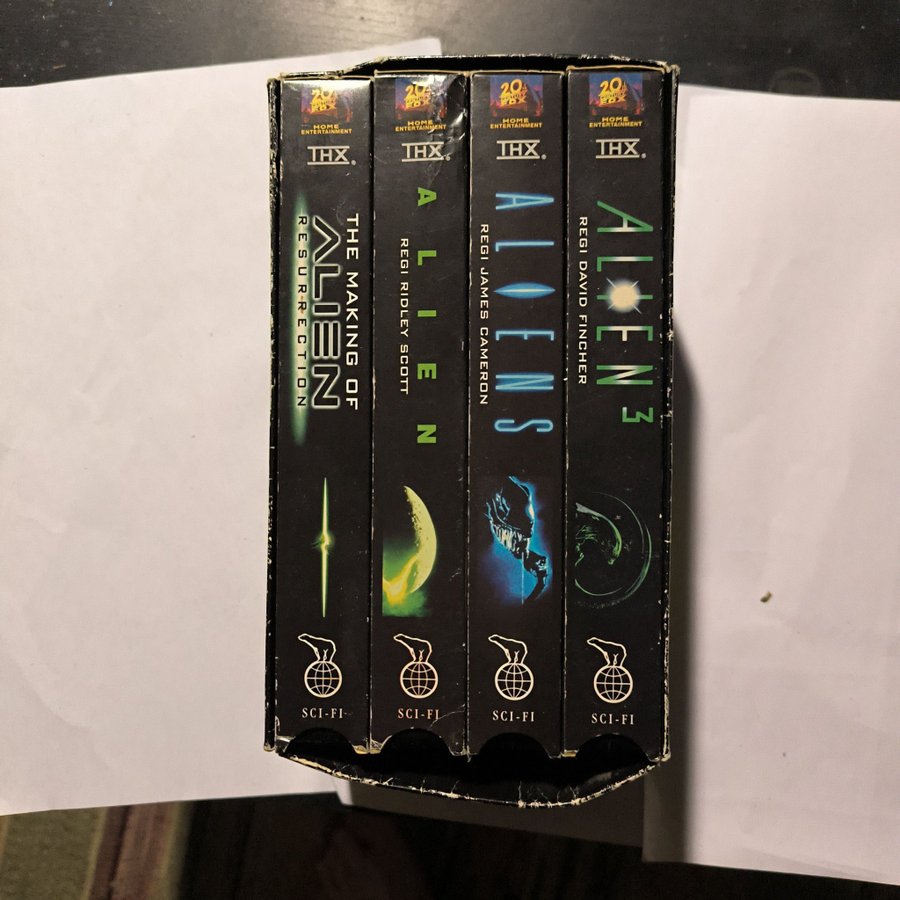 20th
CENTURY
FOX
HOME
ENTERTAINMENT
THX®
THE MAKING OF
ALIEN
RESURRECTION
SCI-FI
20th
CENTURY
FOX
HOME
ENTERTAINMENT
THX®
ALIEN
REGI RIDLEY SCOTT
SCI-FI
20th
CENTURY
FOX
HOME
ENTERTAINMENT
THX®
ALIENS
REGI JAMES CAMERON
SCI-FI
20th
CENTURY
FOX
HOME
ENTERTAINMENT
THX®
ALIEN 3
REGI DAVID FINCHER
SCI-FI